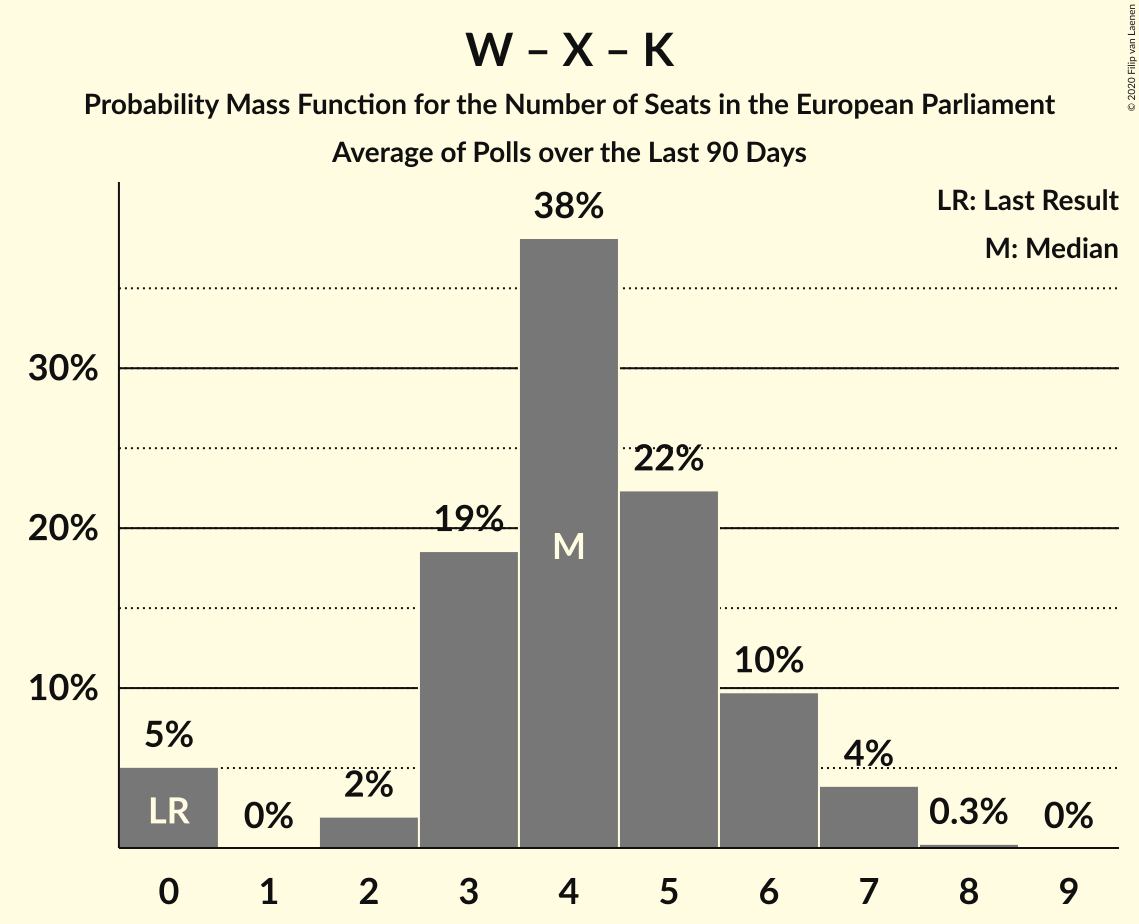 W – X – K
Probability Mass Function for the Number of Seats in the European Parliament
Average of Polls over the Last 90 Days
© 2020 Filip van Laenen
LR: Last Result
M: Median
38%
30%
22%
20%
19%
M
10%
10%
5%
4%
2%
LR
0%
0.3%
0%
0 1 2 3 4 5 6 7 8 9